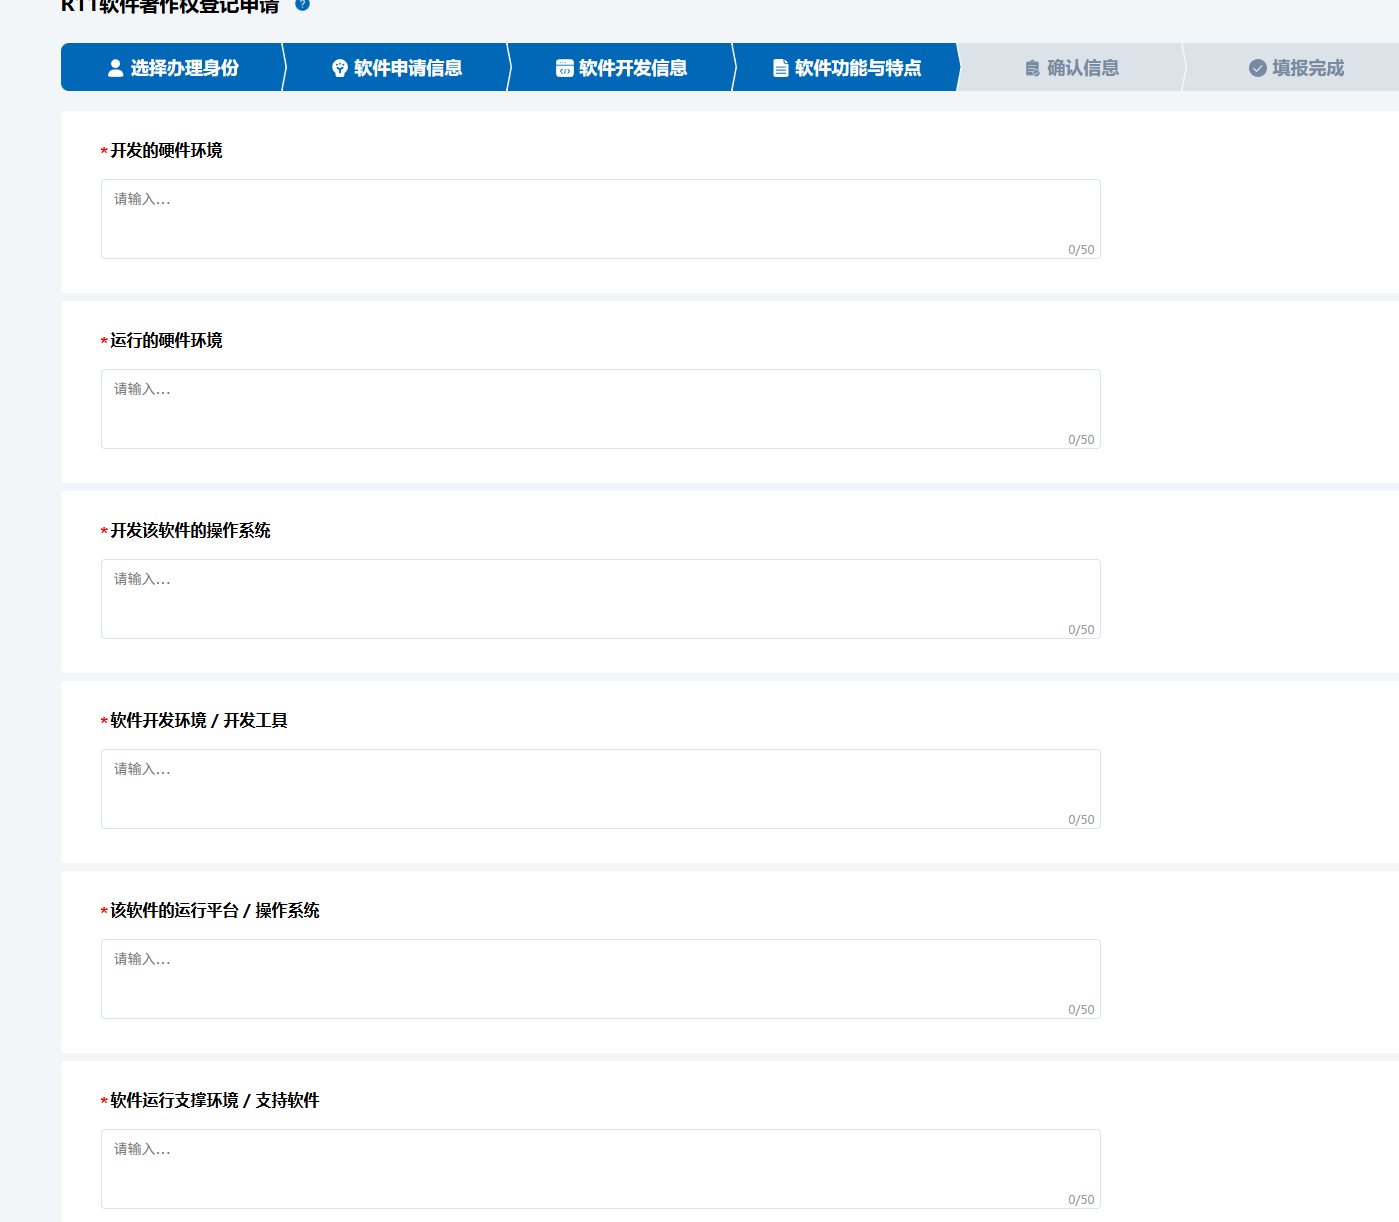 R11软件著作权登记申请
选择办理身份
软件申请信息
软件开发信息
软件功能与特点
确认信息
填报完成
*开发的硬件环境
请输入...
0/50
*运行的硬件环境
请输入...
0/50
*开发该软件的操作系统
请输入...
0/50
*软件开发环境 / 开发工具
请输入...
0/50
*该软件的运行平台 / 操作系统
请输入...
0/50
*软件运行支撑环境 / 支持软件
请输入...
0/50